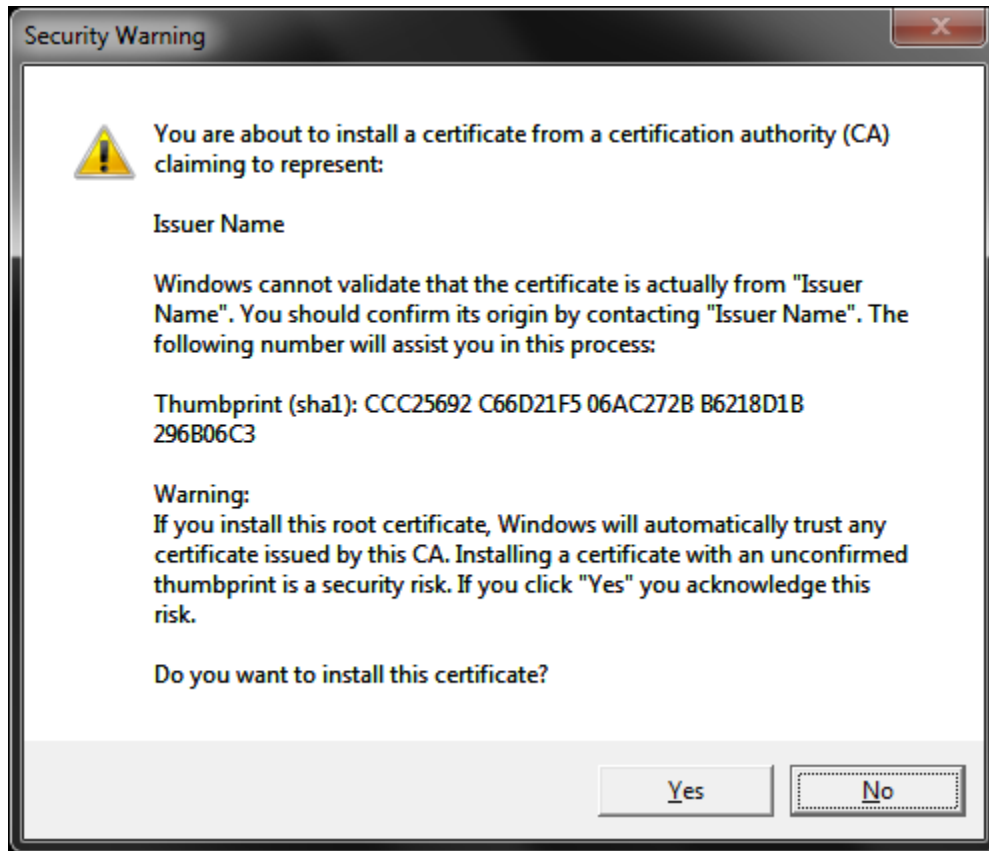 Security Warning
You are about to install a certificate from a certification authority (CA)
claiming to represent:
Issuer Name
Windows cannot validate that the certificate is actually from "Issuer
Name". You should confirm its origin by contacting "Issuer Name". The
following number will assist you in this process:
Thumbprint (sha1): CCC25692 C66D21F5 06AC272B B6218D1B
296B06C3
Warning:
If you install this root certificate, Windows will automatically trust any
certificate issued by this CA. Installing a certificate with an unconfirmed
thumbprint is a security risk. If you click "Yes" you acknowledge this
risk.
Do you want to install this certificate?
Yes
No